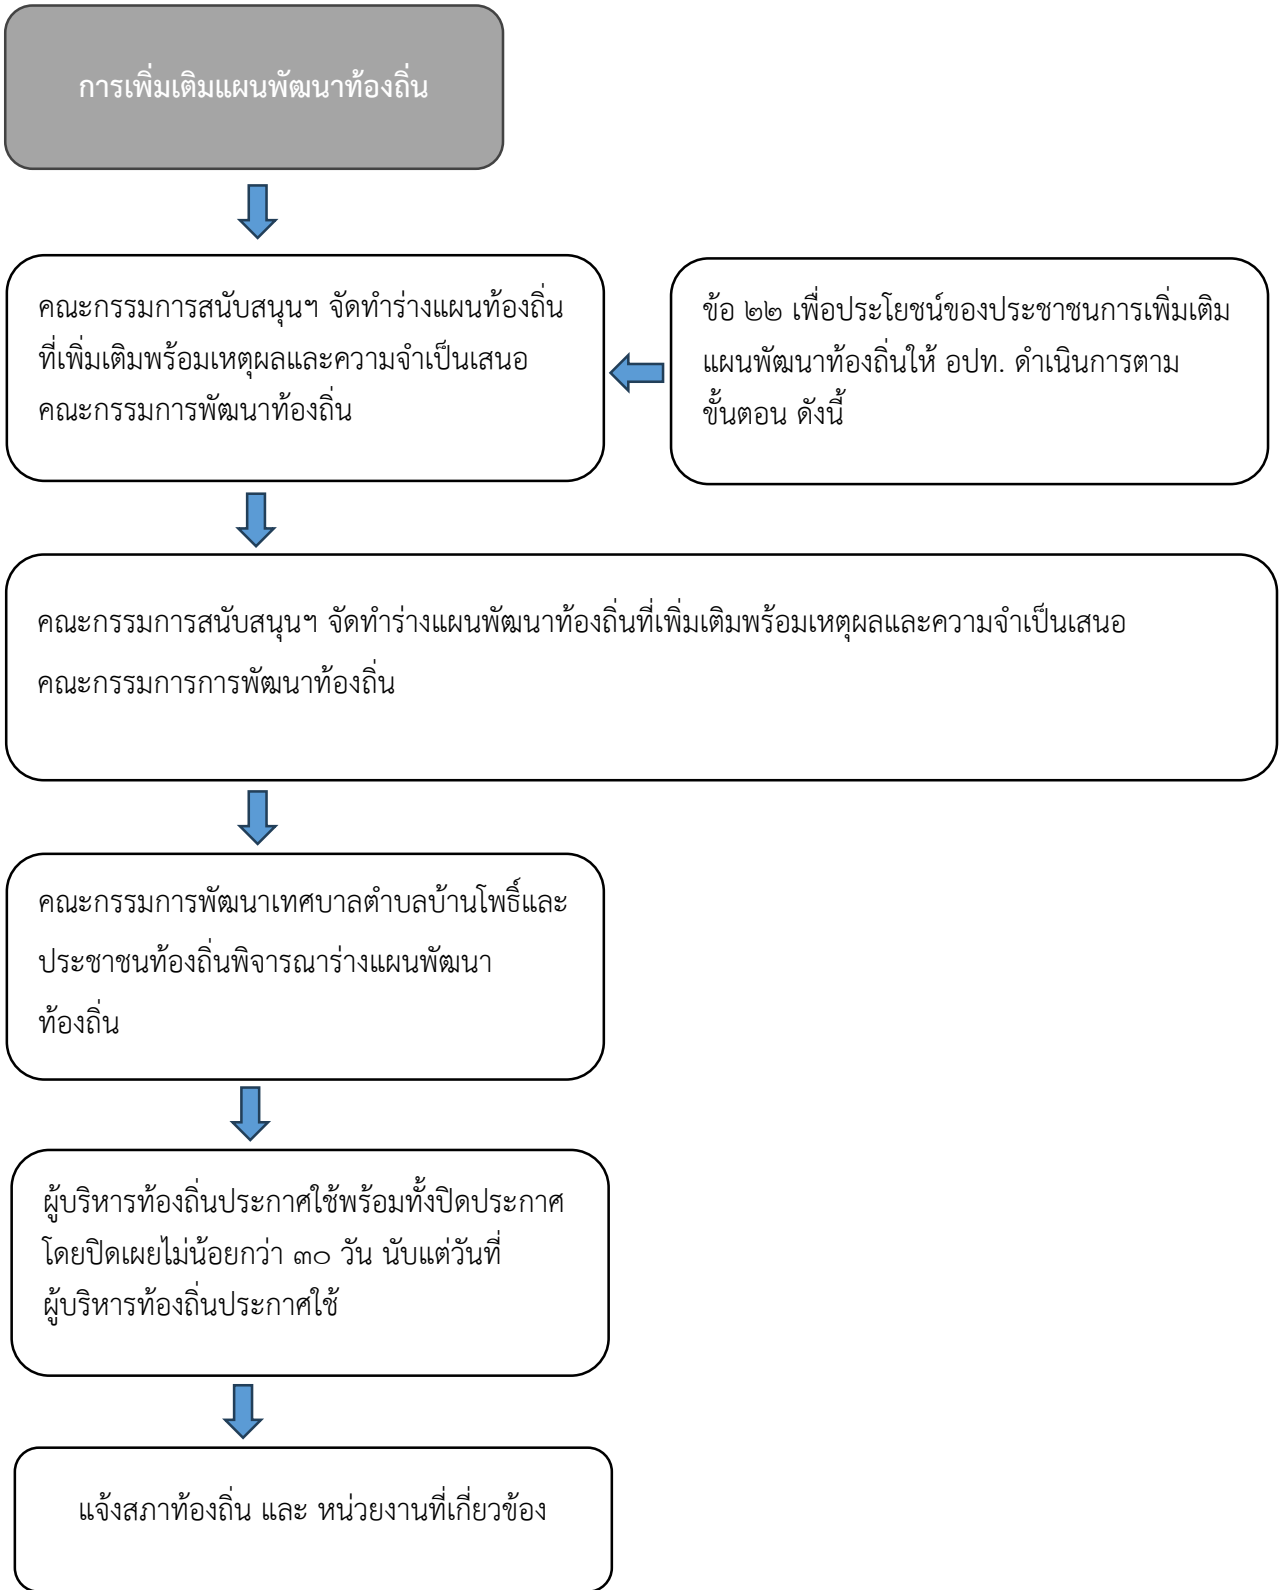 การเพิ่มเติมแผนพัฒนาท้องถิ่น
คณะกรรมการสนับสนุนฯ จัดทำร่างแผนท้องถิ่น
ที่เพิ่มเติมพร้อมเหตุผลและความจำเป็นเสนอ
คณะกรรมการพัฒนาท้องถิ่น
ข้อ ๒๒ เพื่อประโยชน์ของประชาชนการเพิ่มเติม
แผนพัฒนาท้องถิ่นให้ อปท. ดำเนินการตาม
ขั้นตอน ดังนี้
คณะกรรมการสนับสนุนฯ จัดทำร่างแผนพัฒนาท้องถิ่นที่เพิ่มเติมพร้อมเหตุผลและความจำเป็นเสนอ
คณะกรรมการการพัฒนาท้องถิ่น
คณะกรรมการพัฒนาเทศบาลตำบลบ้านโพธิ์และ
ประชาชนท้องถิ่นพิจารณาร่างแผนพัฒนา
ท้องถิ่น
ผู้บริหารท้องถิ่นประกาศใช้พร้อมทั้งปิดประกาศ
โดยปิดเผยไม่น้อยกว่า ๓๐ วัน นับแต่วันที่
ผู้บริหารท้องถิ่นประกาศใช้
แจ้งสภาท้องถิ่น และ หน่วยงานที่เกี่ยวข้อง